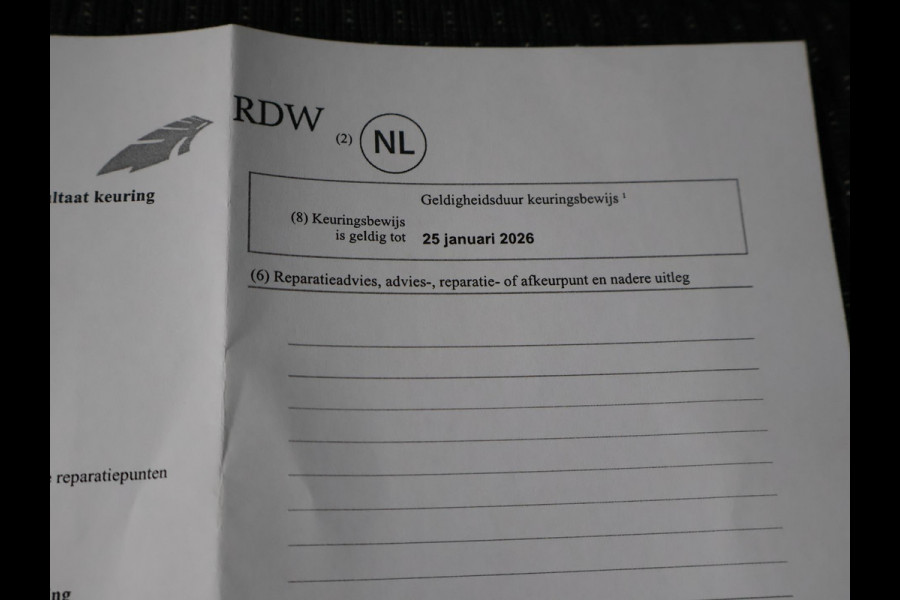 RDW
(2) NL
ltaat keuring
Geldigheidsduur keuringsbewijs ¹
(8) Keuringsbewijs
is geldig tot 25 januari 2026
(6) Reparatieadvies, advies-, reparatie- of afkeurpunt en nadere uitleg
reparatiepunten
ng